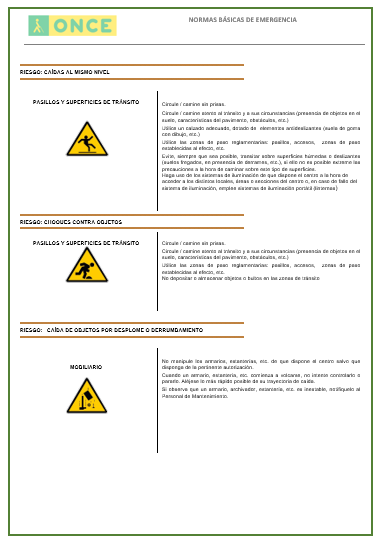 ONCE
NORMAS BÁSICAS DE EMERGENCIA
RIESGO: CAÍDAS AL MISMO NIVEL
PASILLOS Y SUPERFICIES DE TRÁNSITO
Circule / camine sin prisas.
Circule / camine atento al tránsito y a sus circunstancias (presencia de objetos en el
suelo, características del pavimento, obstáculos, etc.)
Utilice un calzado adecuado, dotado de elementos antideslizantes (suela de goma
con dibujo, etc.)
Utilice las zonas de paso reglamentarias: pasillos, accesos, zonas de paso
establecidas al efecto, etc.
Evite, siempre que sea posible, transitar sobre superficies húmedas o deslizantes
(suelos fregados, en presencia de derrames, etc.), si ello no es posible extreme las
precauciones a la hora de caminar sobre este tipo de superficies.
Haga uso de los sistemas de iluminación de que dispone el centro a la hora de
acceder a los distintos locales, áreas o secciones del centro o, en caso de fallo del
sistema de iluminación, emplee sistemas de iluminación portátil (linternas)
RIESGO: CHOQUES CONTRA OBJETOS
PASILLOS Y SUPERFICIES DE TRÁNSITO
Circule / camine sin prisas.
Circule / camine atento al tránsito y a sus circunstancias (presencia de objetos en el
suelo, características del pavimento, obstáculos, etc.)
Utilice las zonas de paso reglamentarias: pasillos, accesos, zonas de paso
establecidas al efecto, etc.
No depositar o almacenar objetos o bultos en las zonas de tránsito
RIESGO: CAÍDA DE OBJETOS POR DESPLOME O DERRUMBAMIENTO
MOBILIARIO
No manipule los armarios, estanterías, etc. de que dispone el centro salvo que
disponga de la pertinente autorización.
Cuando un armario, estantería, etc. comience a volcarse, no intente controlarlo o
pararlo. Aléjese lo más rápido posible de su trayectoria de caída.
Si observa que un armario, archivador, estantería, etc. es inestable, notifíquelo al
Personal de Mantenimiento.